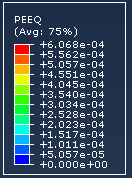 PEEQ
(Avg: 75%)
+6.068e-04
+5.562e-04
+5.057e-04
+4.551e-04
+4.045e-04
+3.540e-04
+3.034e-04
+2.528e-04
+2.023e-04
+1.517e-04
+1.011e-04
+5.057e-05
+0.000e+00